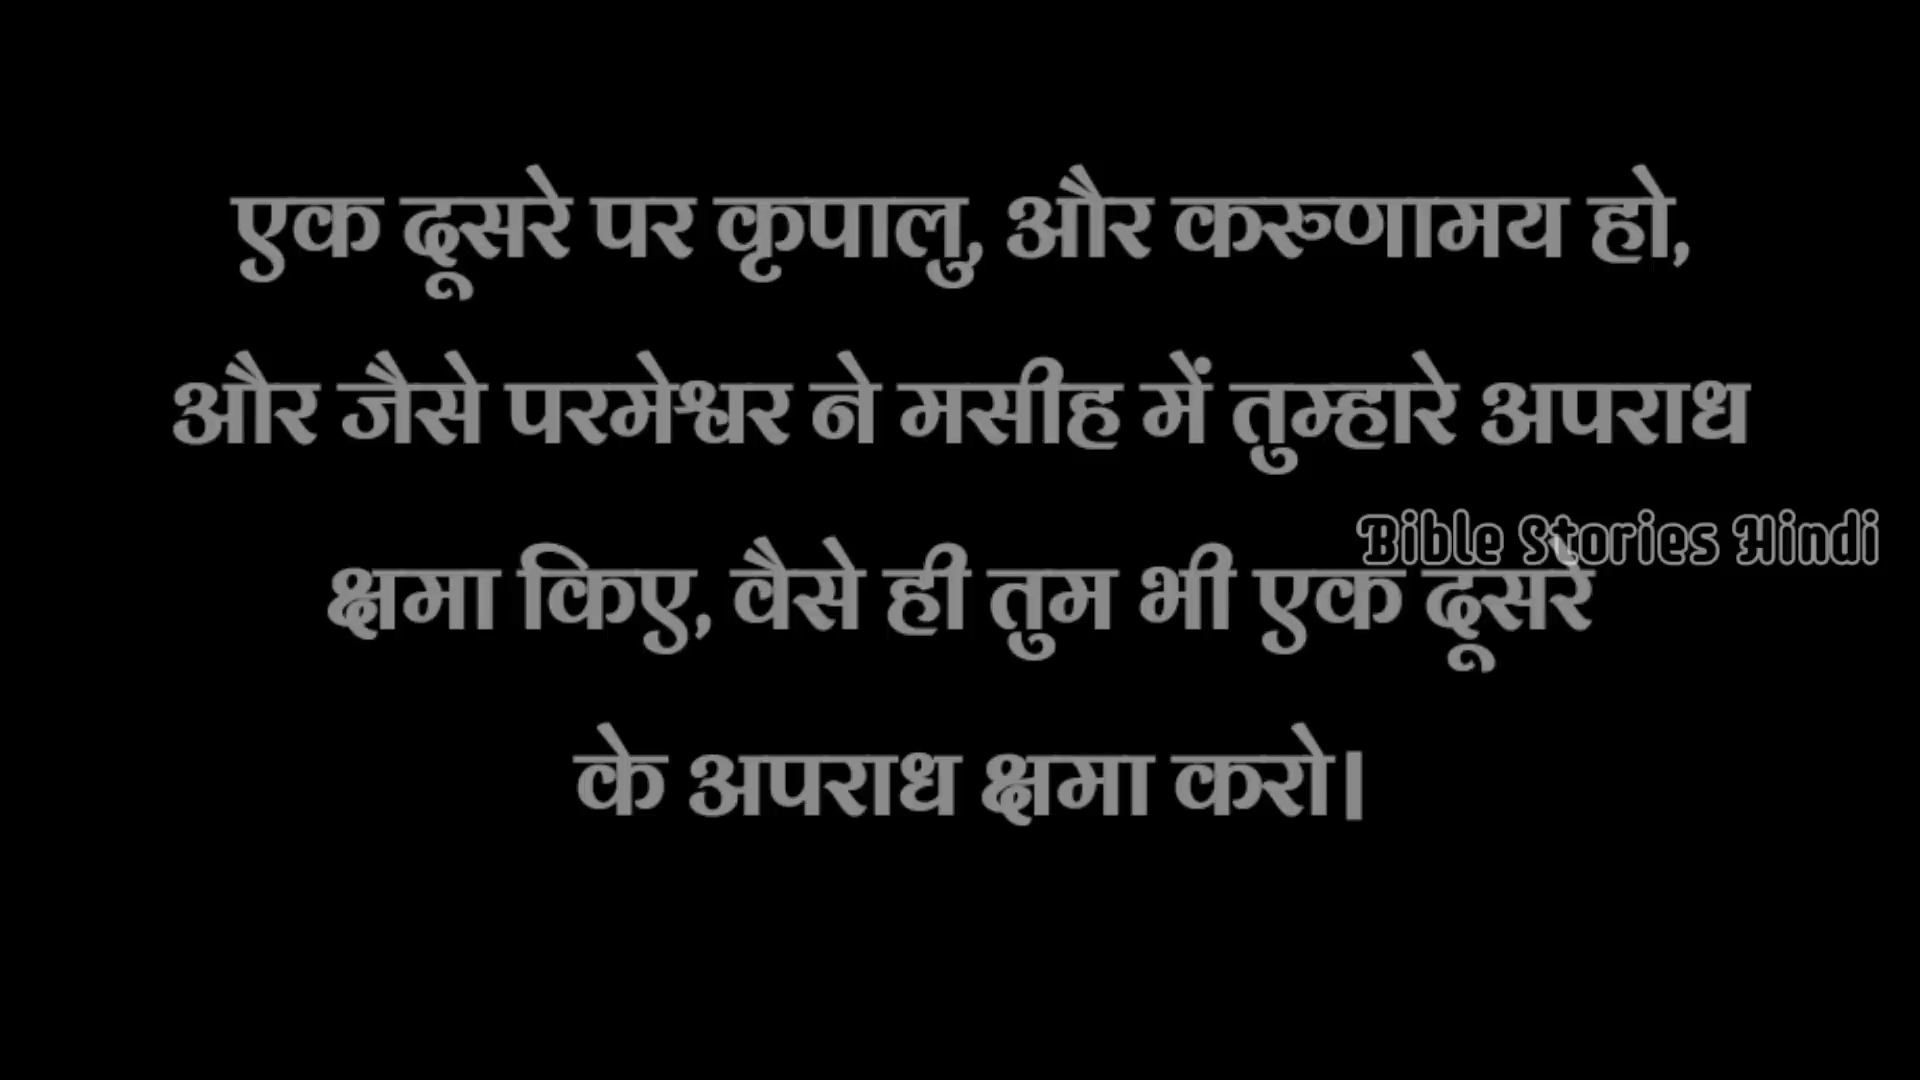 एक दूसरे पर कृपालु, और करुणामय हो,
और जैसे परमेश्वर ने मसीह में तुम्हारे अपराध
Bible Stories Hindi
क्षमा किए, वैसे ही तुम भी एक दूसरे
के अपराध क्षमा करो।